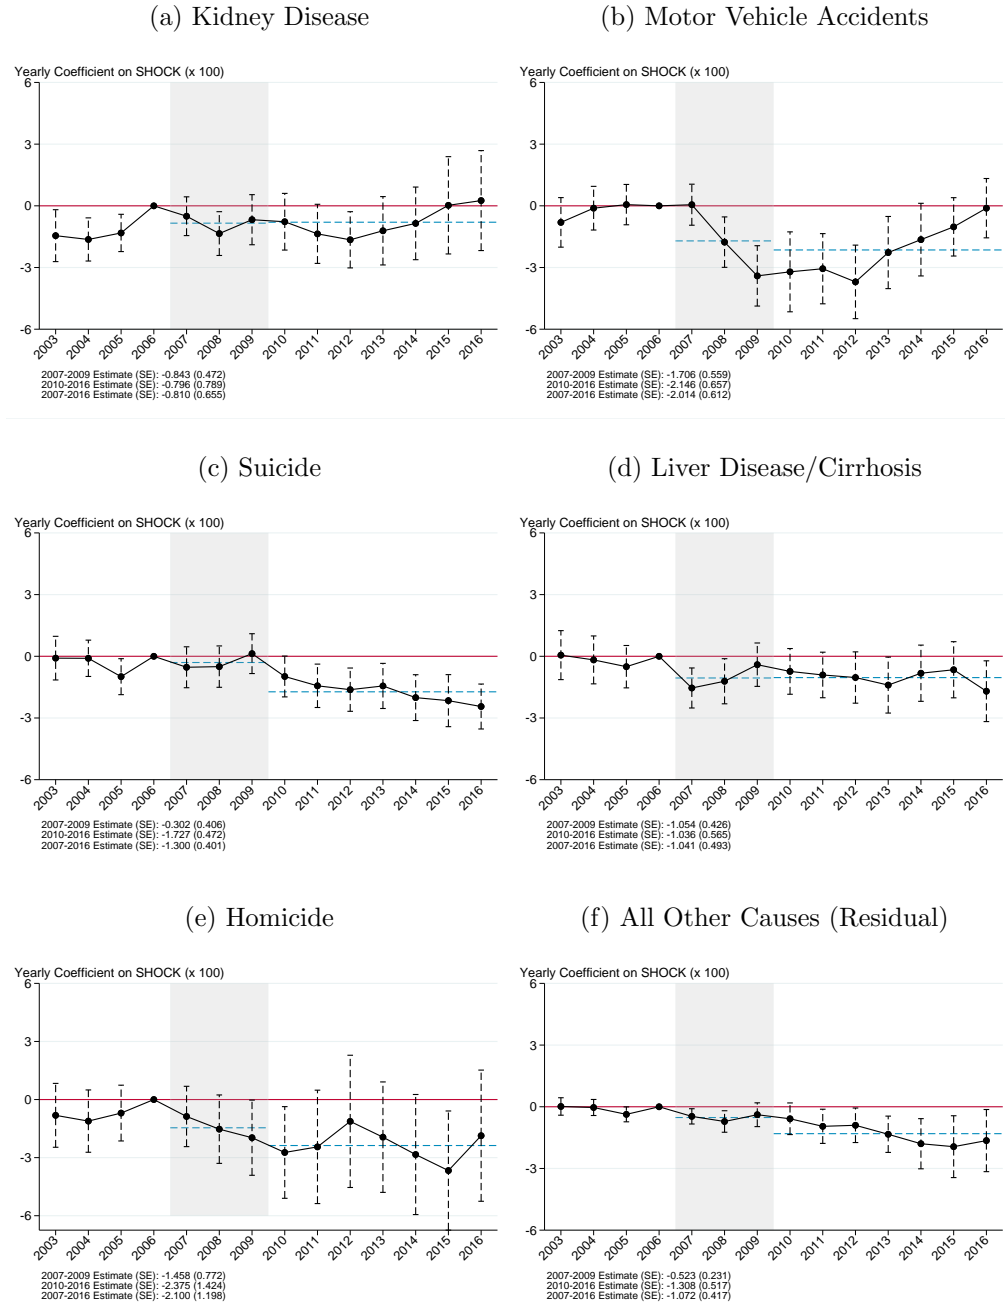 (a) Kidney Disease
Yearly Coefficient on SHOCK (x 100)
6
3
0
-3
-6
2003 2004 2005 2006 2007 2008 2009 2010 2011 2012 2013 2014 2015 2016
2007-2009 Estimate (SE): -0.843 (0.472)
2010-2016 Estimate (SE): -0.796 (0.789)
2007-2016 Estimate (SE): -0.810 (0.655)
(b) Motor Vehicle Accidents
Yearly Coefficient on SHOCK (x 100)
6
3
0
-3
-6
2003 2004 2005 2006 2007 2008 2009 2010 2011 2012 2013 2014 2015 2016
2007-2009 Estimate (SE): -1.706 (0.559)
2010-2016 Estimate (SE): -2.146 (0.657)
2007-2016 Estimate (SE): -2.014 (0.612)
(c) Suicide
Yearly Coefficient on SHOCK (x 100)
6
3
0
-3
-6
2003 2004 2005 2006 2007 2008 2009 2010 2011 2012 2013 2014 2015 2016
2007-2009 Estimate (SE): -0.302 (0.406)
2010-2016 Estimate (SE): -1.727 (0.472)
2007-2016 Estimate (SE): -1.300 (0.401)
(d) Liver Disease/Cirrhosis
Yearly Coefficient on SHOCK (x 100)
6
3
0
-3
-6
2003 2004 2005 2006 2007 2008 2009 2010 2011 2012 2013 2014 2015 2016
2007-2009 Estimate (SE): -1.054 (0.426)
2010-2016 Estimate (SE): -1.036 (0.565)
2007-2016 Estimate (SE): -1.041 (0.493)
(e) Homicide
Yearly Coefficient on SHOCK (x 100)
6
3
0
-3
-6
2003 2004 2005 2006 2007 2008 2009 2010 2011 2012 2013 2014 2015 2016
2007-2009 Estimate (SE): -1.458 (0.772)
2010-2016 Estimate (SE): -2.375 (1.424)
2007-2016 Estimate (SE): -2.100 (1.198)
(f) All Other Causes (Residual)
Yearly Coefficient on SHOCK (x 100)
6
3
0
-3
-6
2003 2004 2005 2006 2007 2008 2009 2010 2011 2012 2013 2014 2015 2016
2007-2009 Estimate (SE): -0.523 (0.231)
2010-2016 Estimate (SE): -1.308 (0.517)
2007-2016 Estimate (SE): -1.072 (0.417)